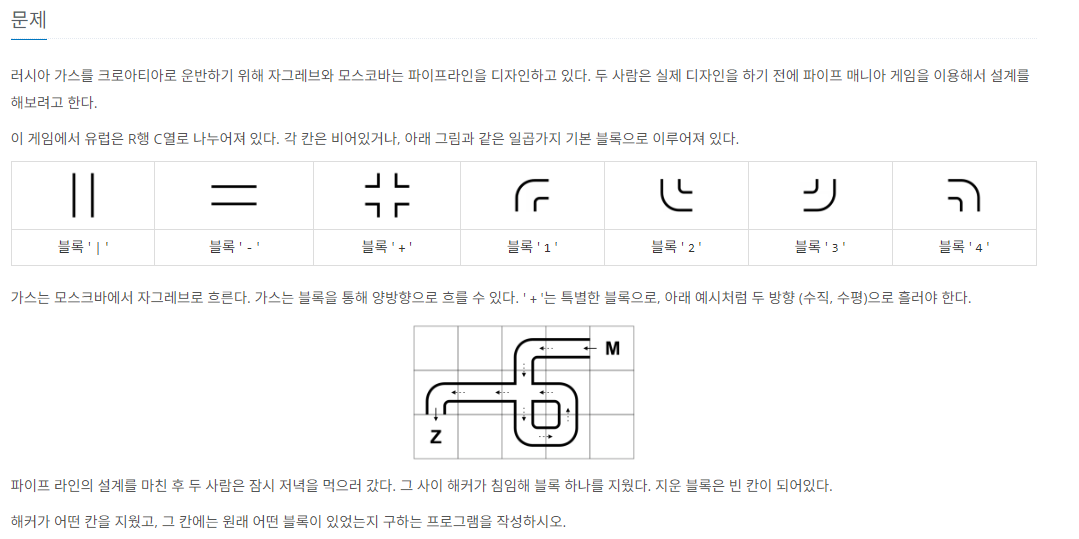 문제
러시아 가스를 크로아티아로 운반하기 위해 자그레브와 모스코바는 파이프라인을 디자인하고 있다. 두 사람은 실제 디자인을 하기 전에 파이프 매니아 게임을 이용해서 설계를
해보려고 한다.
이 게임에서 유럽은 R행 C열로 나누어져 있다. 각 칸은 비어있거나, 아래 그림과 같은 일곱가지 기본 블록으로 이루어져 있다.
블록 ' | '
블록 ' - '
블록 ' + '
블록 ' 1 '
블록 ' 2 '
블록 ' 3 '
블록 ' 4 '
가스는 모스크바에서 자그레브로 흐른다. 가스는 블록을 통해 양방향으로 흐를 수 있다. ' + '는 특별한 블록으로, 아래 예시처럼 두 방향 (수직, 수평)으로 흘러야 한다.
M
Z
파이프 라인의 설계를 마친 후 두 사람은 잠시 저녁을 먹으러 갔다. 그 사이 해커가 침임해 블록 하나를 지웠다. 지운 블록은 빈 칸이 되어있다.
해커가 어떤 칸을 지웠고, 그 칸에는 원래 어떤 블록이 있었는지 구하는 프로그램을 작성하시오.